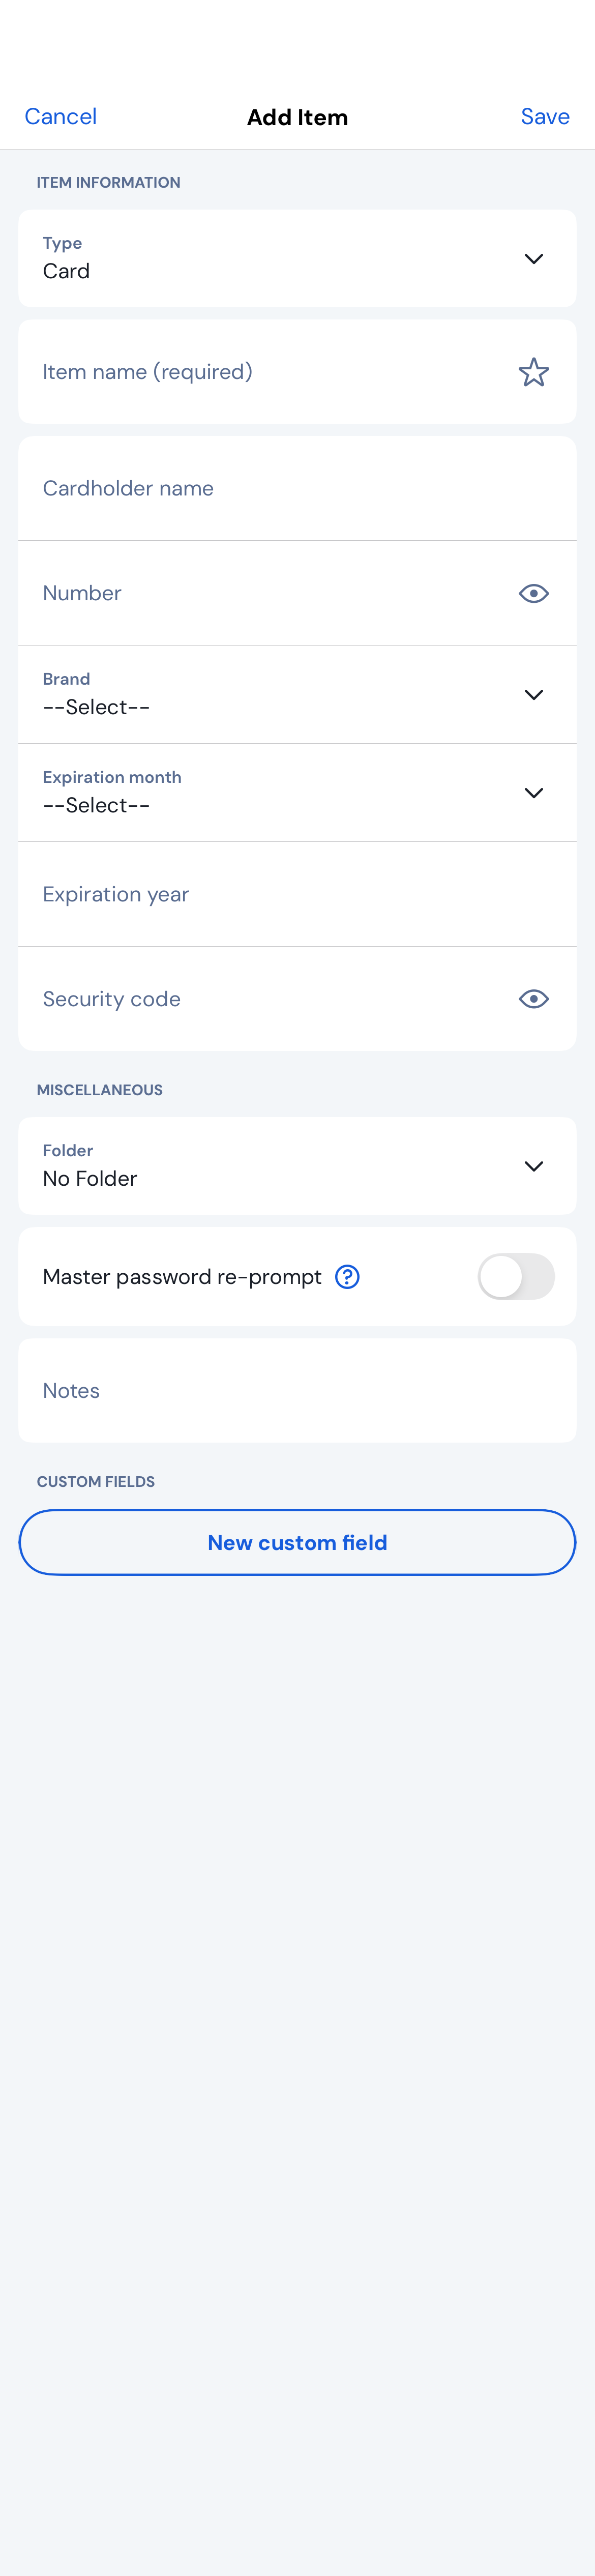 Cancel
Add Item
Save
ITEM INFORMATION
Type
Card
Item name (required)
Cardholder name
Number
Brand
--Select--
Expiration month
--Select--
Expiration year
Security code
MISCELLANEOUS
Folder
No Folder
Master password re-prompt
Notes
CUSTOM FIELDS
New custom field